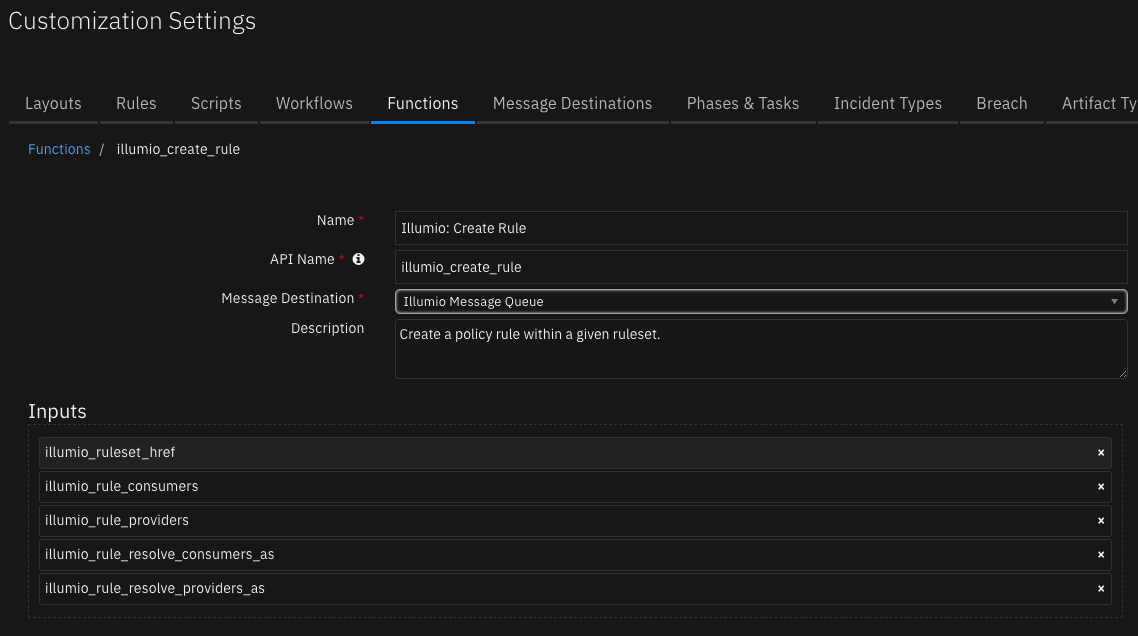 Customization Settings
Layouts Rules Scripts Workflows Functions Message Destinations Phases & Tasks Incident Types Breach Artifact Ty
Functions / illumio_create_rule
Name * Illumio: Create Rule
API Name * illumio_create_rule
Message Destination * Illumio Message Queue
Description Create a policy rule within a given ruleset.
Inputs
illumio_ruleset_href ×
illumio_rule_consumers ×
illumio_rule_providers ×
illumio_rule_resolve_consumers_as ×
illumio_rule_resolve_providers_as ×